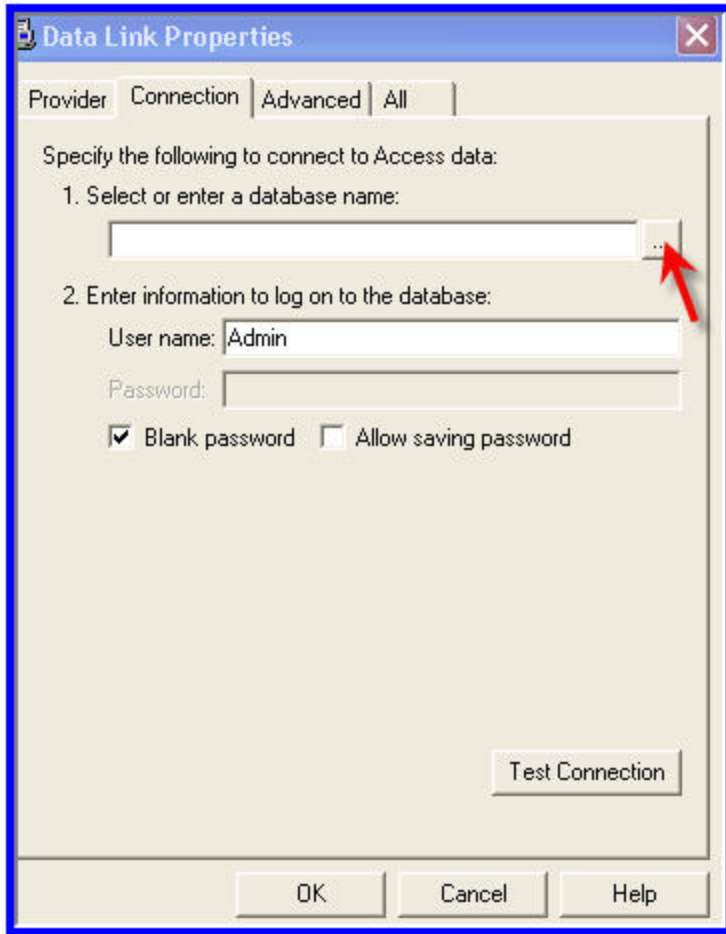 Data Link Properties
Provider Connection Advanced All
Specify the following to connect to Access data:
1. Select or enter a database name:
...
2. Enter information to log on to the database:
User name: Admin
Password:
Blank password Allow saving password
Test Connection
OK Cancel Help